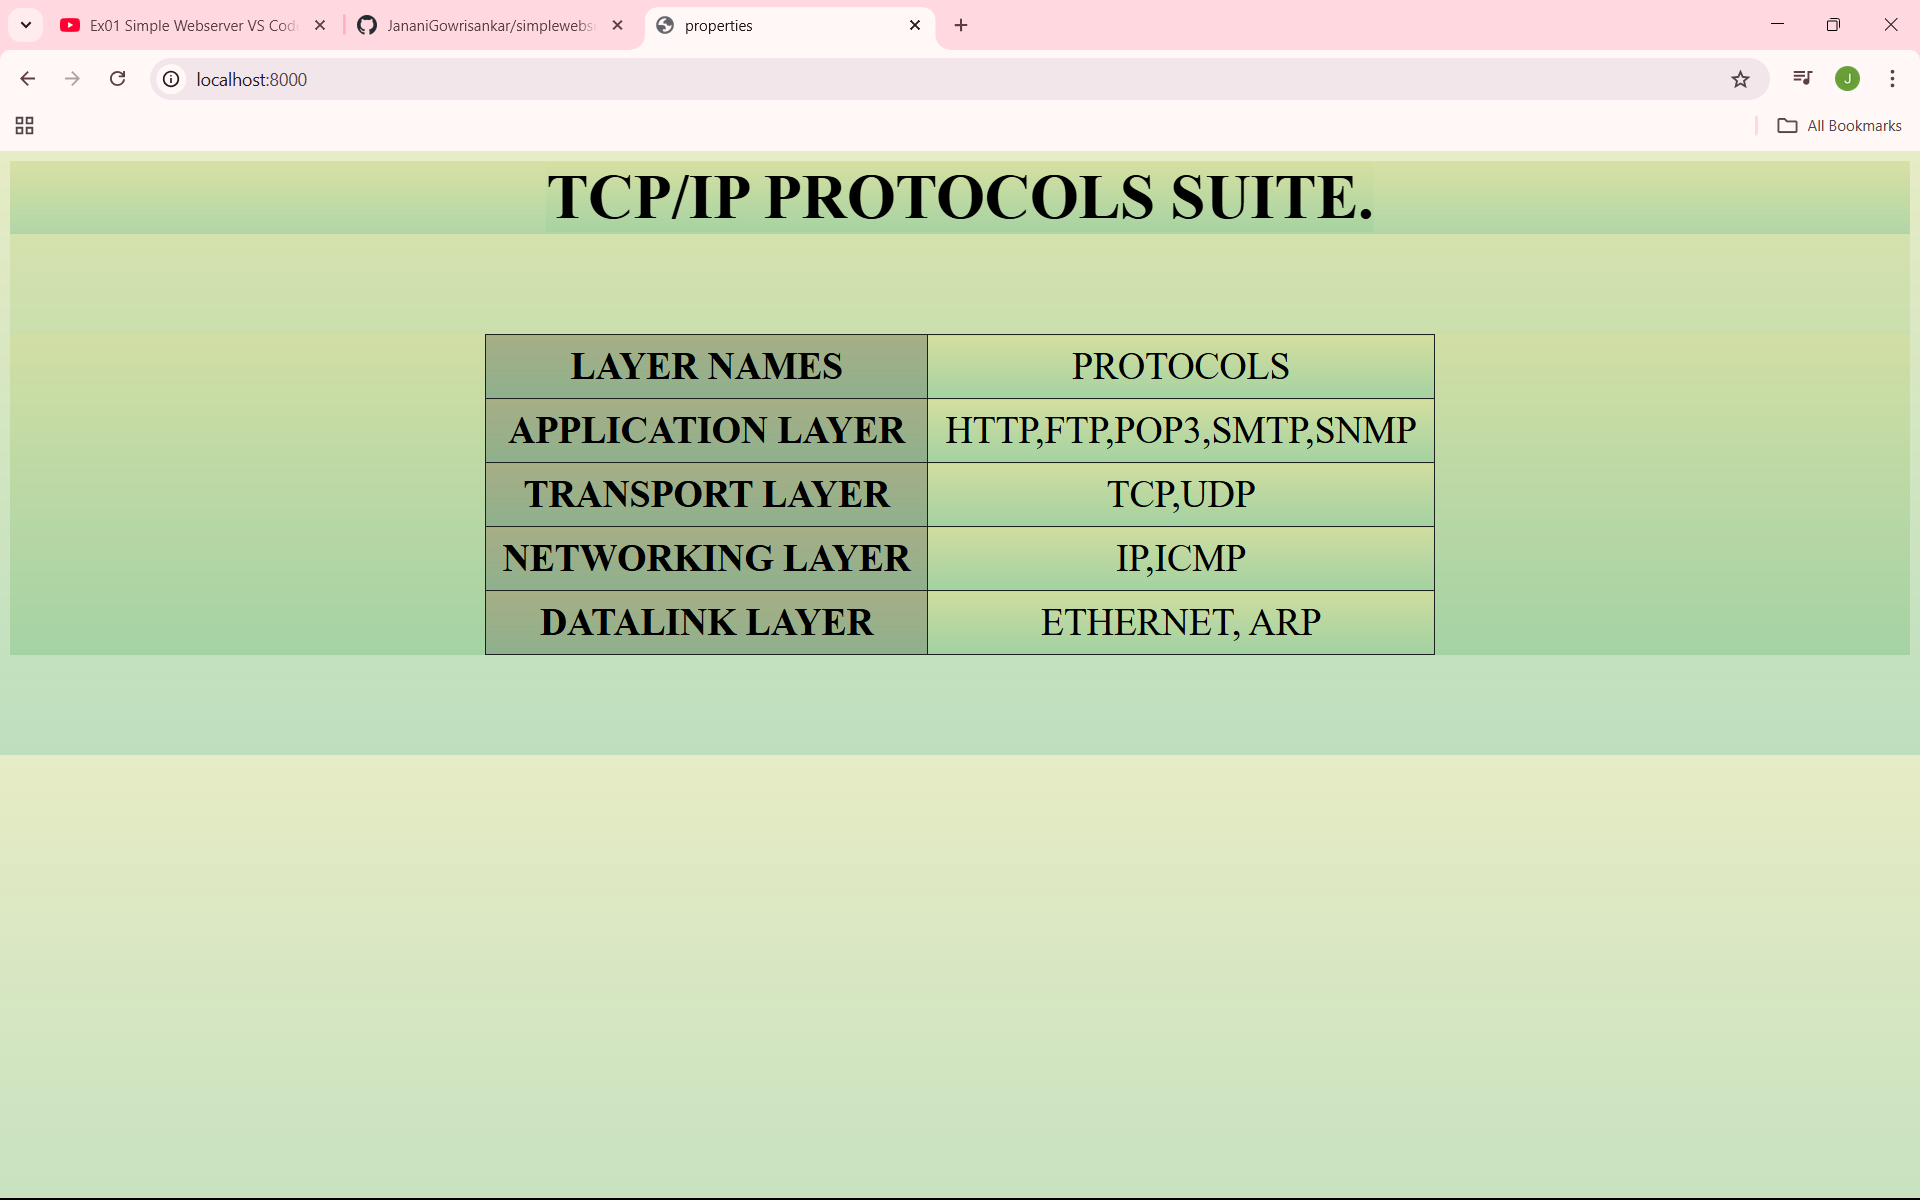 Ex01 Simple Webserver VS Cod
JananiGowrisankar/simplewebs
properties
localhost:8000
J
All Bookmarks
TCP/IP PROTOCOLS SUITE.
LAYER NAMES PROTOCOLS
APPLICATION LAYER HTTP,FTP,POP3,SMTP,SNMP
TRANSPORT LAYER TCP,UDP
NETWORKING LAYER IP,ICMP
DATALINK LAYER ETHERNET, ARP